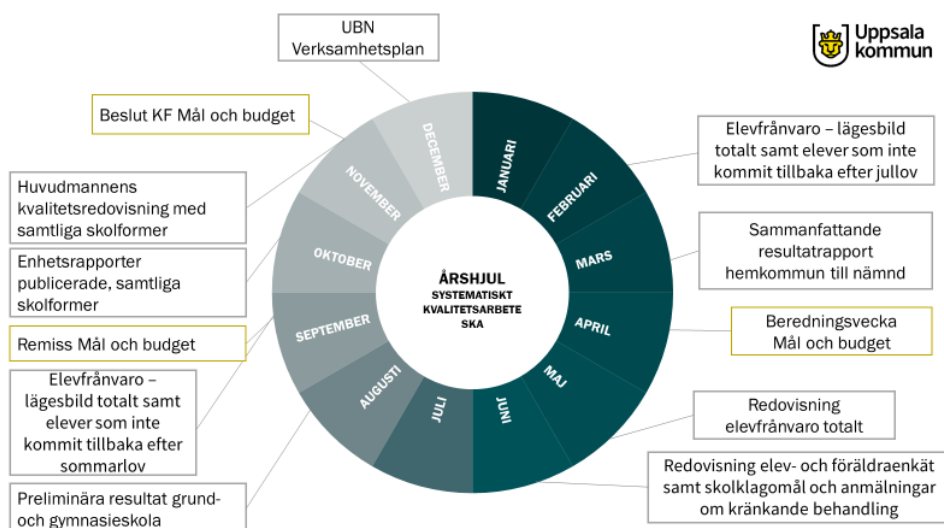 UBN
Verksamhetsplan
Uppsala
kommun
Beslut KF Mål och budget
Huvudmannens
kvalitetsredovisning med
samtliga skolformer
Enhetsrapporter
publicerade, samtliga
skolformer
Remiss Mål och budget
Elevfrånvaro –
lägesbild totalt samt
elever som inte
kommit tillbaka efter
sommarlov
Preliminära resultat grund-
och gymnasieskola
JANUARI
FEBRUARI
MARS
APRIL
MAJ
JUNI
JULI
AUGUSTI
SEPTEMBER
OKTOBER
NOVEMBER
DECEMBER
ÅRSHJUL
SYSTEMATISKT
KVALITETSARBETE
SKA
Elevfrånvaro – lägesbild
totalt samt elever som inte
kommit tillbaka efter jullov
Sammanfattande
resultatrapport
hemkommun till nämnd
Beredningsvecka
Mål och budget
Redovisning
elevfrånvaro totalt
Redovisning elev- och föräldraenkät
samt skolklagomål och anmälningar
om kränkande behandling